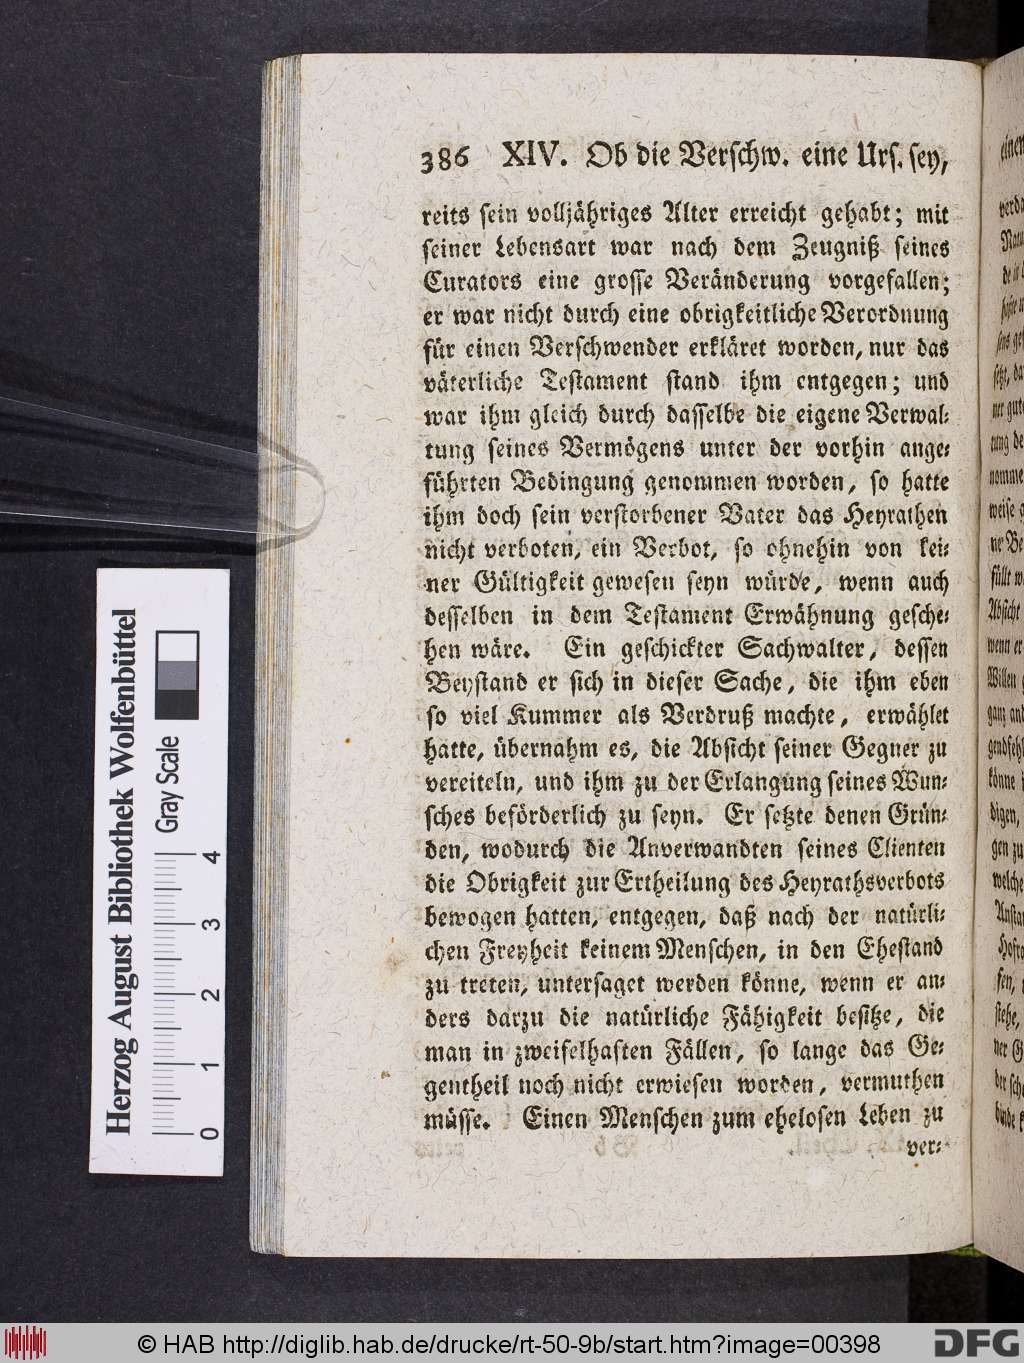 386 XIV. Ob die Verschw. eine Urs. sey,
reits sein volljähriges Alter erreicht gehabt; mit
seiner Lebensart war nach dem Zeugniß seines
Curators eine grosse Veränderung vorgefallen;
er war nicht durch eine obrigkeitliche Verordnung
für einen Verschwender erkläret worden, nur das
väterliche Testament stand ihm entgegen; und
war ihm gleich durch dasselbe die eigene Verwal⸗
tung seines Vermögens unter der vorhin ange⸗
führten Bedingung genommen worden, so hatte
ihm doch sein verstorbener Vater das Heyrathen
nicht verboten, ein Verbot, so ohnehin von kei⸗
ner Gültigkeit gewesen seyn würde, wenn auch
desselben in dem Testament Erwähnung gesche⸗
hen wäre. Ein geschickter Sachwalter, dessen
Beystand er sich in dieser Sache, die ihm eben
so viel Kummer als Verdruß machte, erwählet
hatte, übernahm es, die Absicht seiner Gegner zu
vereiteln, und ihm zu der Erlangung seines Wun⸗
sches beförderlich zu seyn. Er setzte denen Grün⸗
den, wodurch die Anverwandten seines Clienten
die Obrigkeit zur Ertheilung des Heyrathsverbots
bewogen hatten, entgegen, daß nach der natürli⸗
chen Freyheit keinem Menschen, in den Ehestand
zu treten, untersaget werden könne, wenn er an⸗
ders darzu die natürliche Fähigkeit besitze, die
man in zweifelhaften Fällen, so lange das Ge⸗
gentheil noch nicht erwiesen worden, vermuthen
müsse. Einen Menschen zum ehelosen Leben zu
ver⸗
Herzog August Bibliothek Wolfenbüttel
Gray Scale
0 1 2 3 4
© HAB http://diglib.hab.de/drucke/rt-50-9b/start.htm?image=00398
DFG